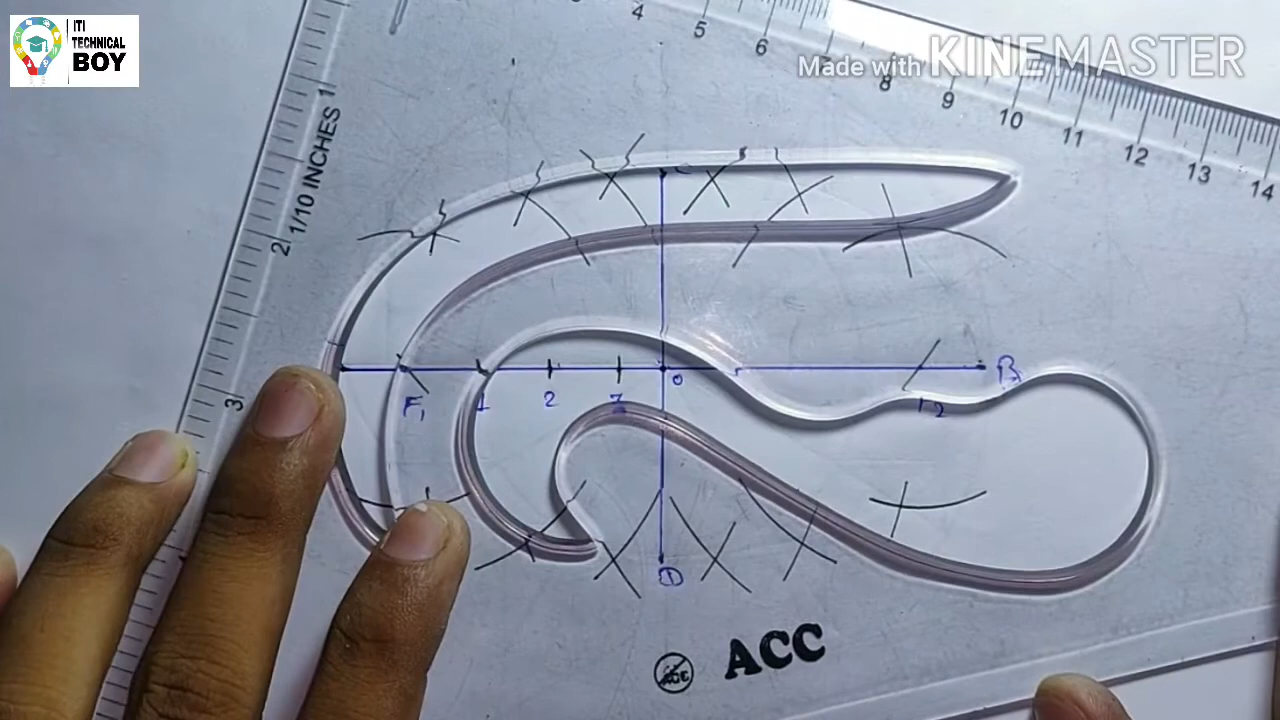 ITI
TECHNICAL
BOY
Made with KINEMASTER
4 5 6 7 8 9 10 11 12 13 14
1/10 INCHES 1
2
3
C
O
B
F1 1 2 3
F2
D
ACC